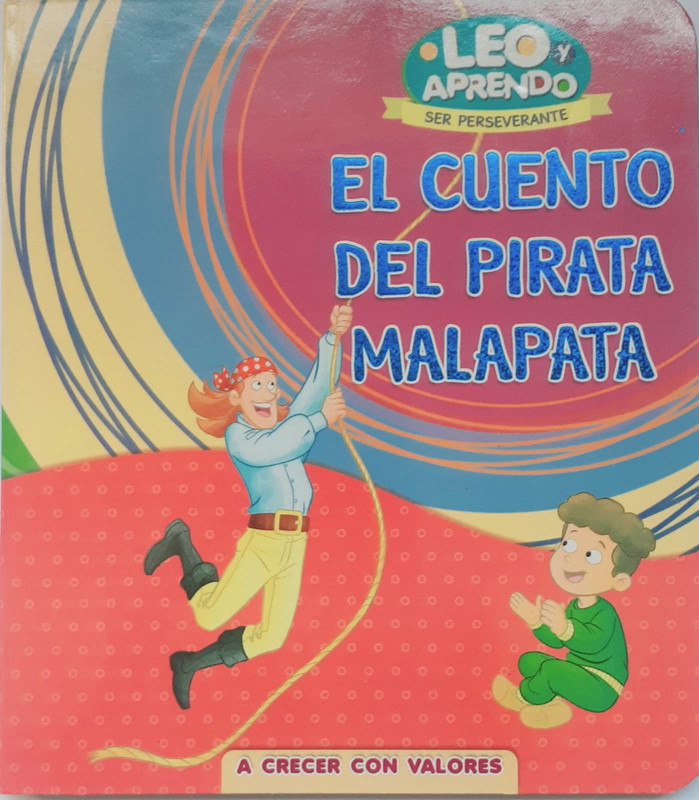 LEO y
APRENDO
SER PERSEVERANTE
EL CUENTO
DEL PIRATA
MALAPATA
A CRECER CON VALORES